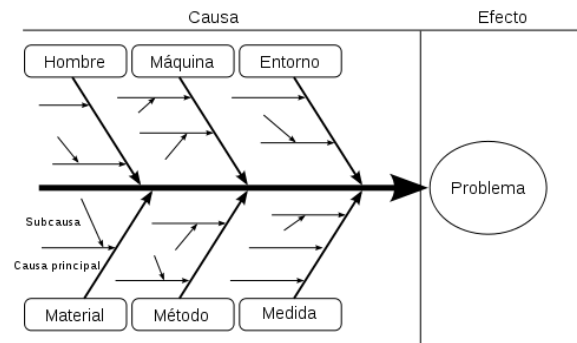 Causa
Efecto
Hombre
Máquina
Entorno
Problema
Subcausa
Causa principal
Material
Método
Medida